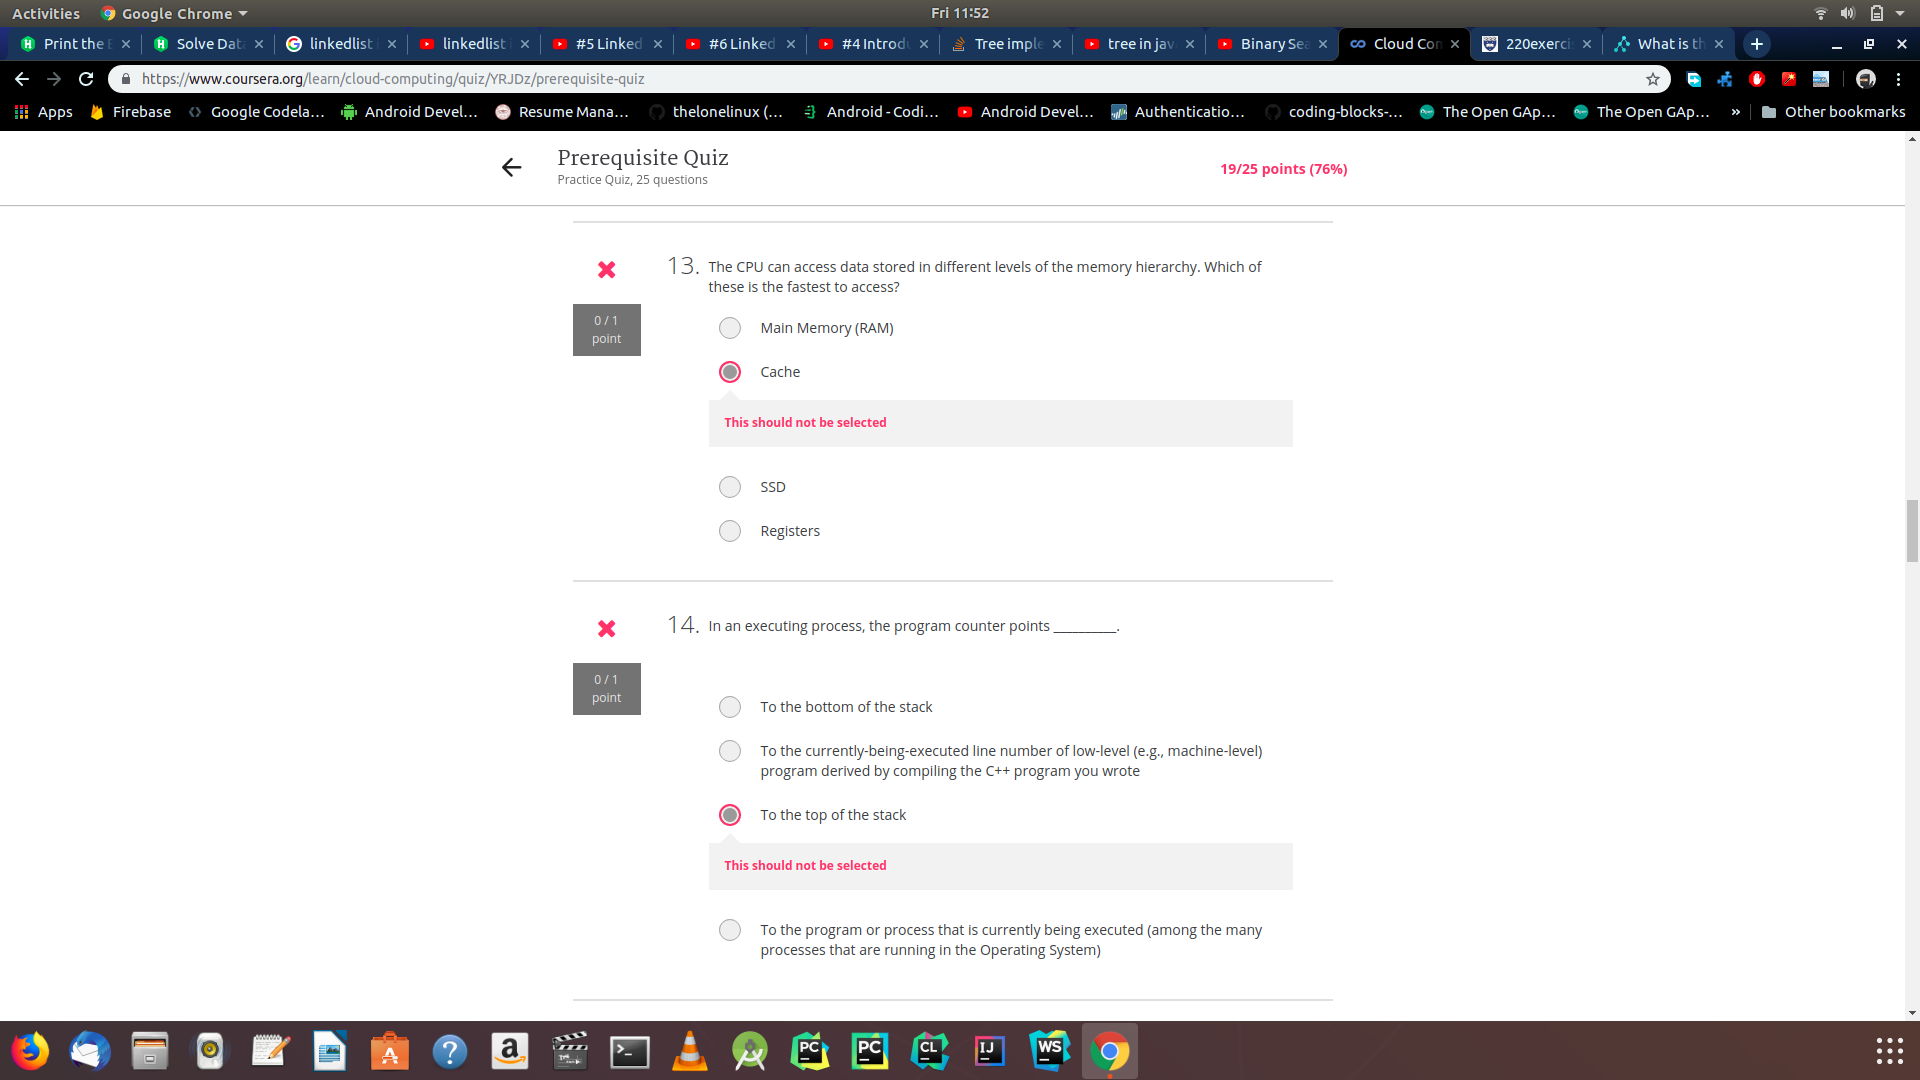 Activities Google Chrome Fri 11:52
Print the E Solve Data linkedlist linkedlist #5 Linked #6 Linked #4 Introdu Tree imple tree in jav Binary Sea Cloud Con 220exerci What is th
https://www.coursera.org/learn/cloud-computing/quiz/YRJDz/prerequisite-quiz
Apps Firebase Google Codela... Android Devel... Resume Mana... thelonelinux (... Android - Codi... Android Devel... Authenticatio... coding-blocks-... The Open GAp... The Open GAp... » Other bookmarks
Prerequisite Quiz
Practice Quiz, 25 questions
19/25 points (76%)
13. The CPU can access data stored in different levels of the memory hierarchy. Which of
these is the fastest to access?
0 / 1
point
Main Memory (RAM)
Cache
This should not be selected
SSD
Registers
14. In an executing process, the program counter points __________.
0 / 1
point
To the bottom of the stack
To the currently-being-executed line number of low-level (e.g., machine-level)
program derived by compiling the C++ program you wrote
To the top of the stack
This should not be selected
To the program or process that is currently being executed (among the many
processes that are running in the Operating System)
PC PC CL IJ WS